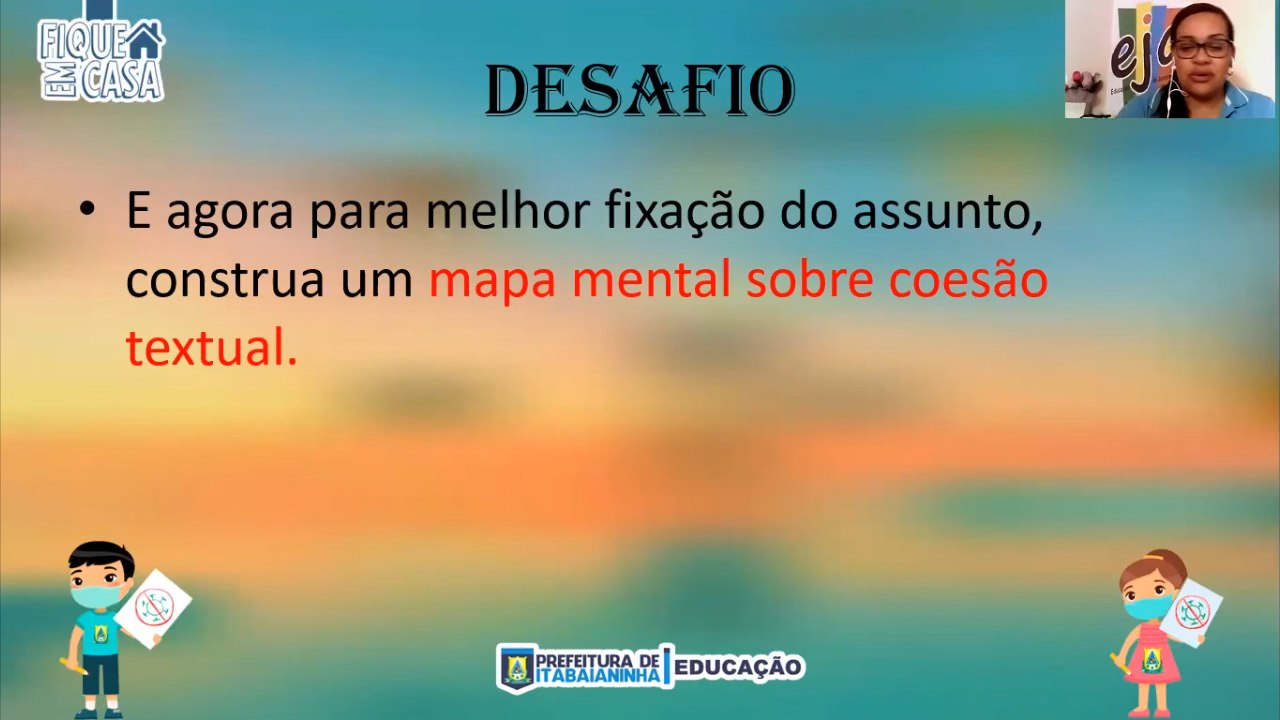 FIQUE
EM CASA
DESAFIO
eja
• E agora para melhor fixação do assunto,
construa um mapa mental sobre coesão
textual.
PREFEITURA DE
ITABAIANINHA
EDUCAÇÃO